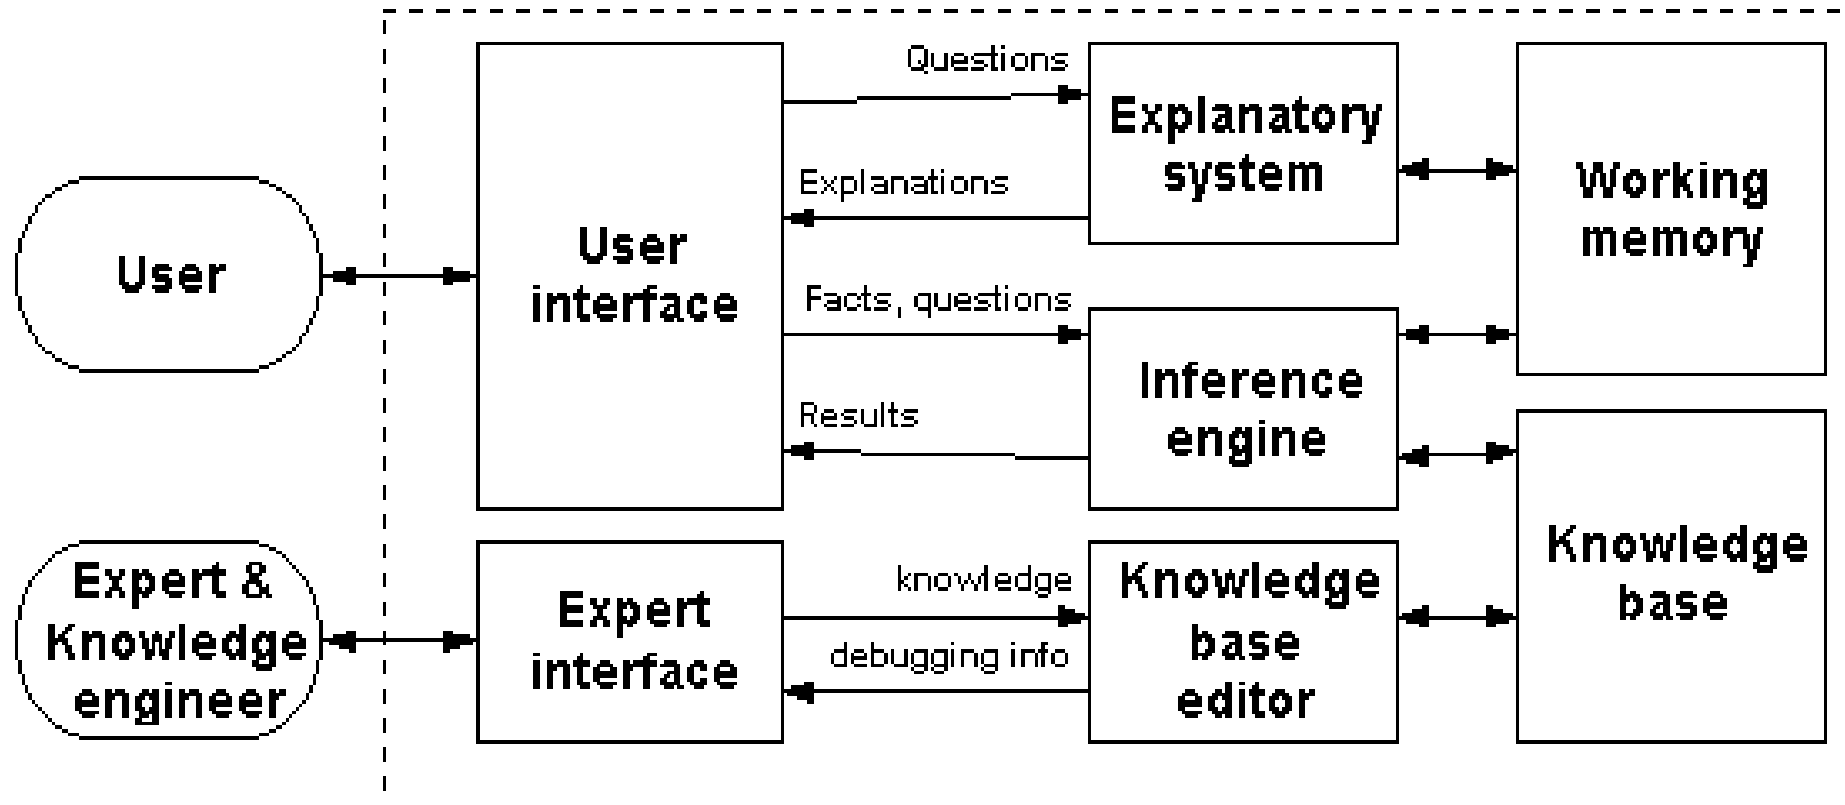 Questions
Explanatory
system
Explanations
Working
memory
User
User
interface
Facts, questions
Inference
engine
Results
Expert &
Knowledge
engineer
Expert
interface
knowledge
debugging info
Knowledge
base
editor
Knowledge
base